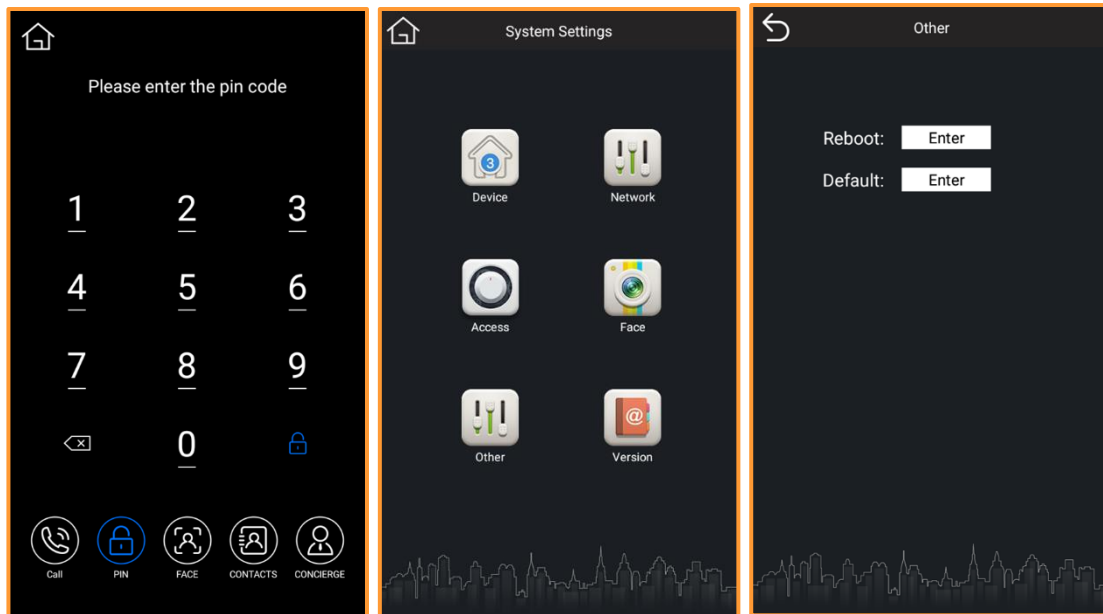 Please enter the pin code
1 2 3
4 5 6
7 8 9
0
Call PIN FACE CONTACTS CONCIERGE
System Settings
3
Device Network
Access Face
@
Other Version
Other
Reboot: Enter
Default: Enter